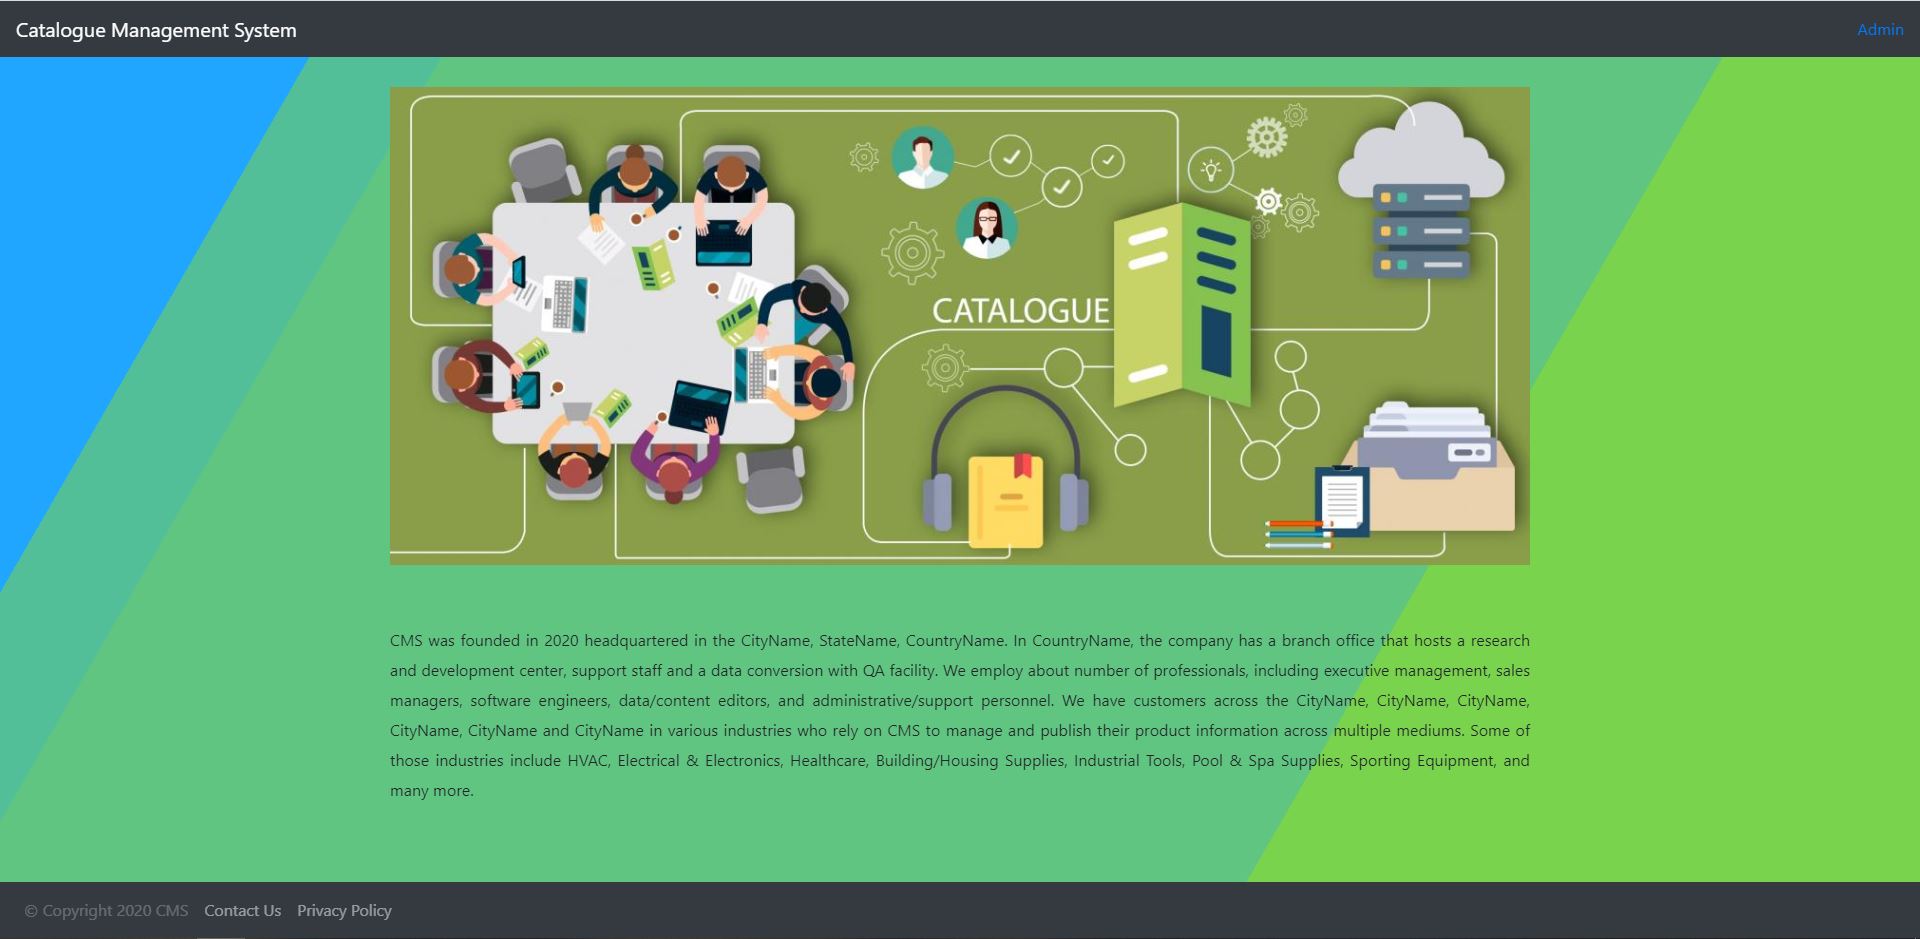 Catalogue Management System
Admin
CATALOGUE
CMS was founded in 2020 headquartered in the CityName, StateName, CountryName. In CountryName, the company has a branch office that hosts a research
and development center, support staff and a data conversion with QA facility. We employ about number of professionals, including executive management, sales
managers, software engineers, data/content editors, and administrative/support personnel. We have customers across the CityName, CityName, CityName,
CityName, CityName and CityName in various industries who rely on CMS to manage and publish their product information across multiple mediums. Some of
those industries include HVAC, Electrical & Electronics, Healthcare, Building/Housing Supplies, Industrial Tools, Pool & Spa Supplies, Sporting Equipment, and
many more.
© Copyright 2020 CMS Contact Us Privacy Policy